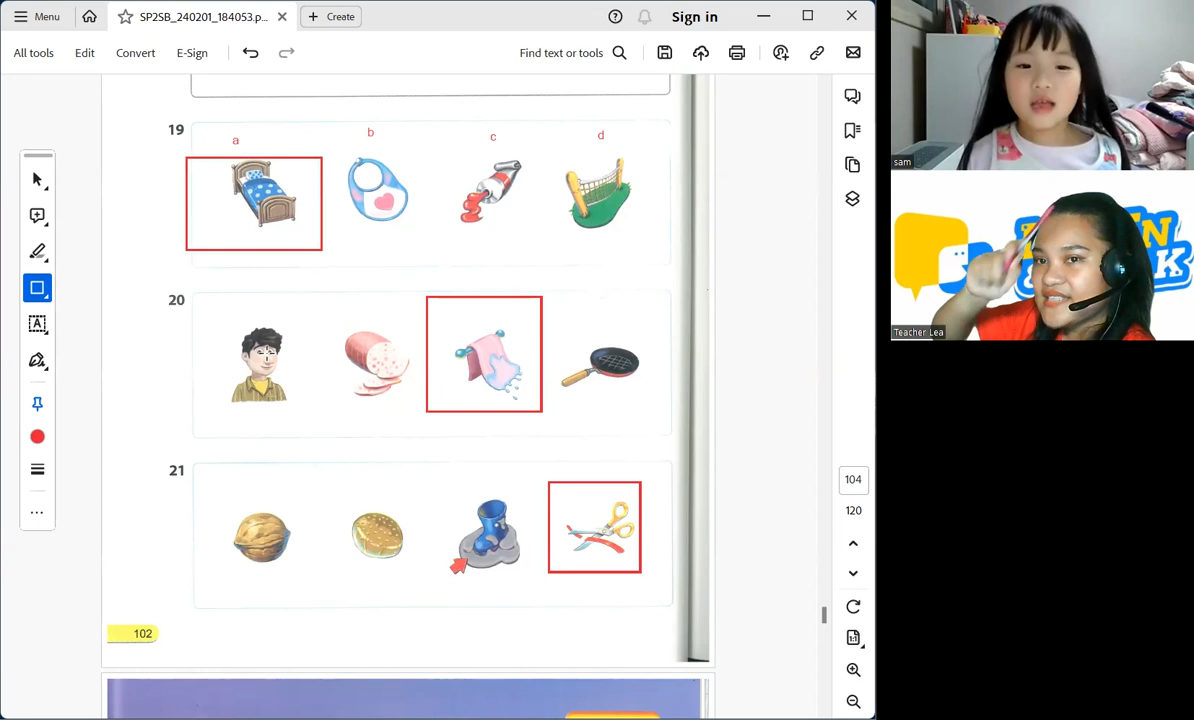 Menu
SP2SB_240201_184053.p...
Create
Sign in
All tools
Edit
Convert
E-Sign
Find text or tools
19
a
b
c
d
20
21
102
104
120
sam
Teacher Lea